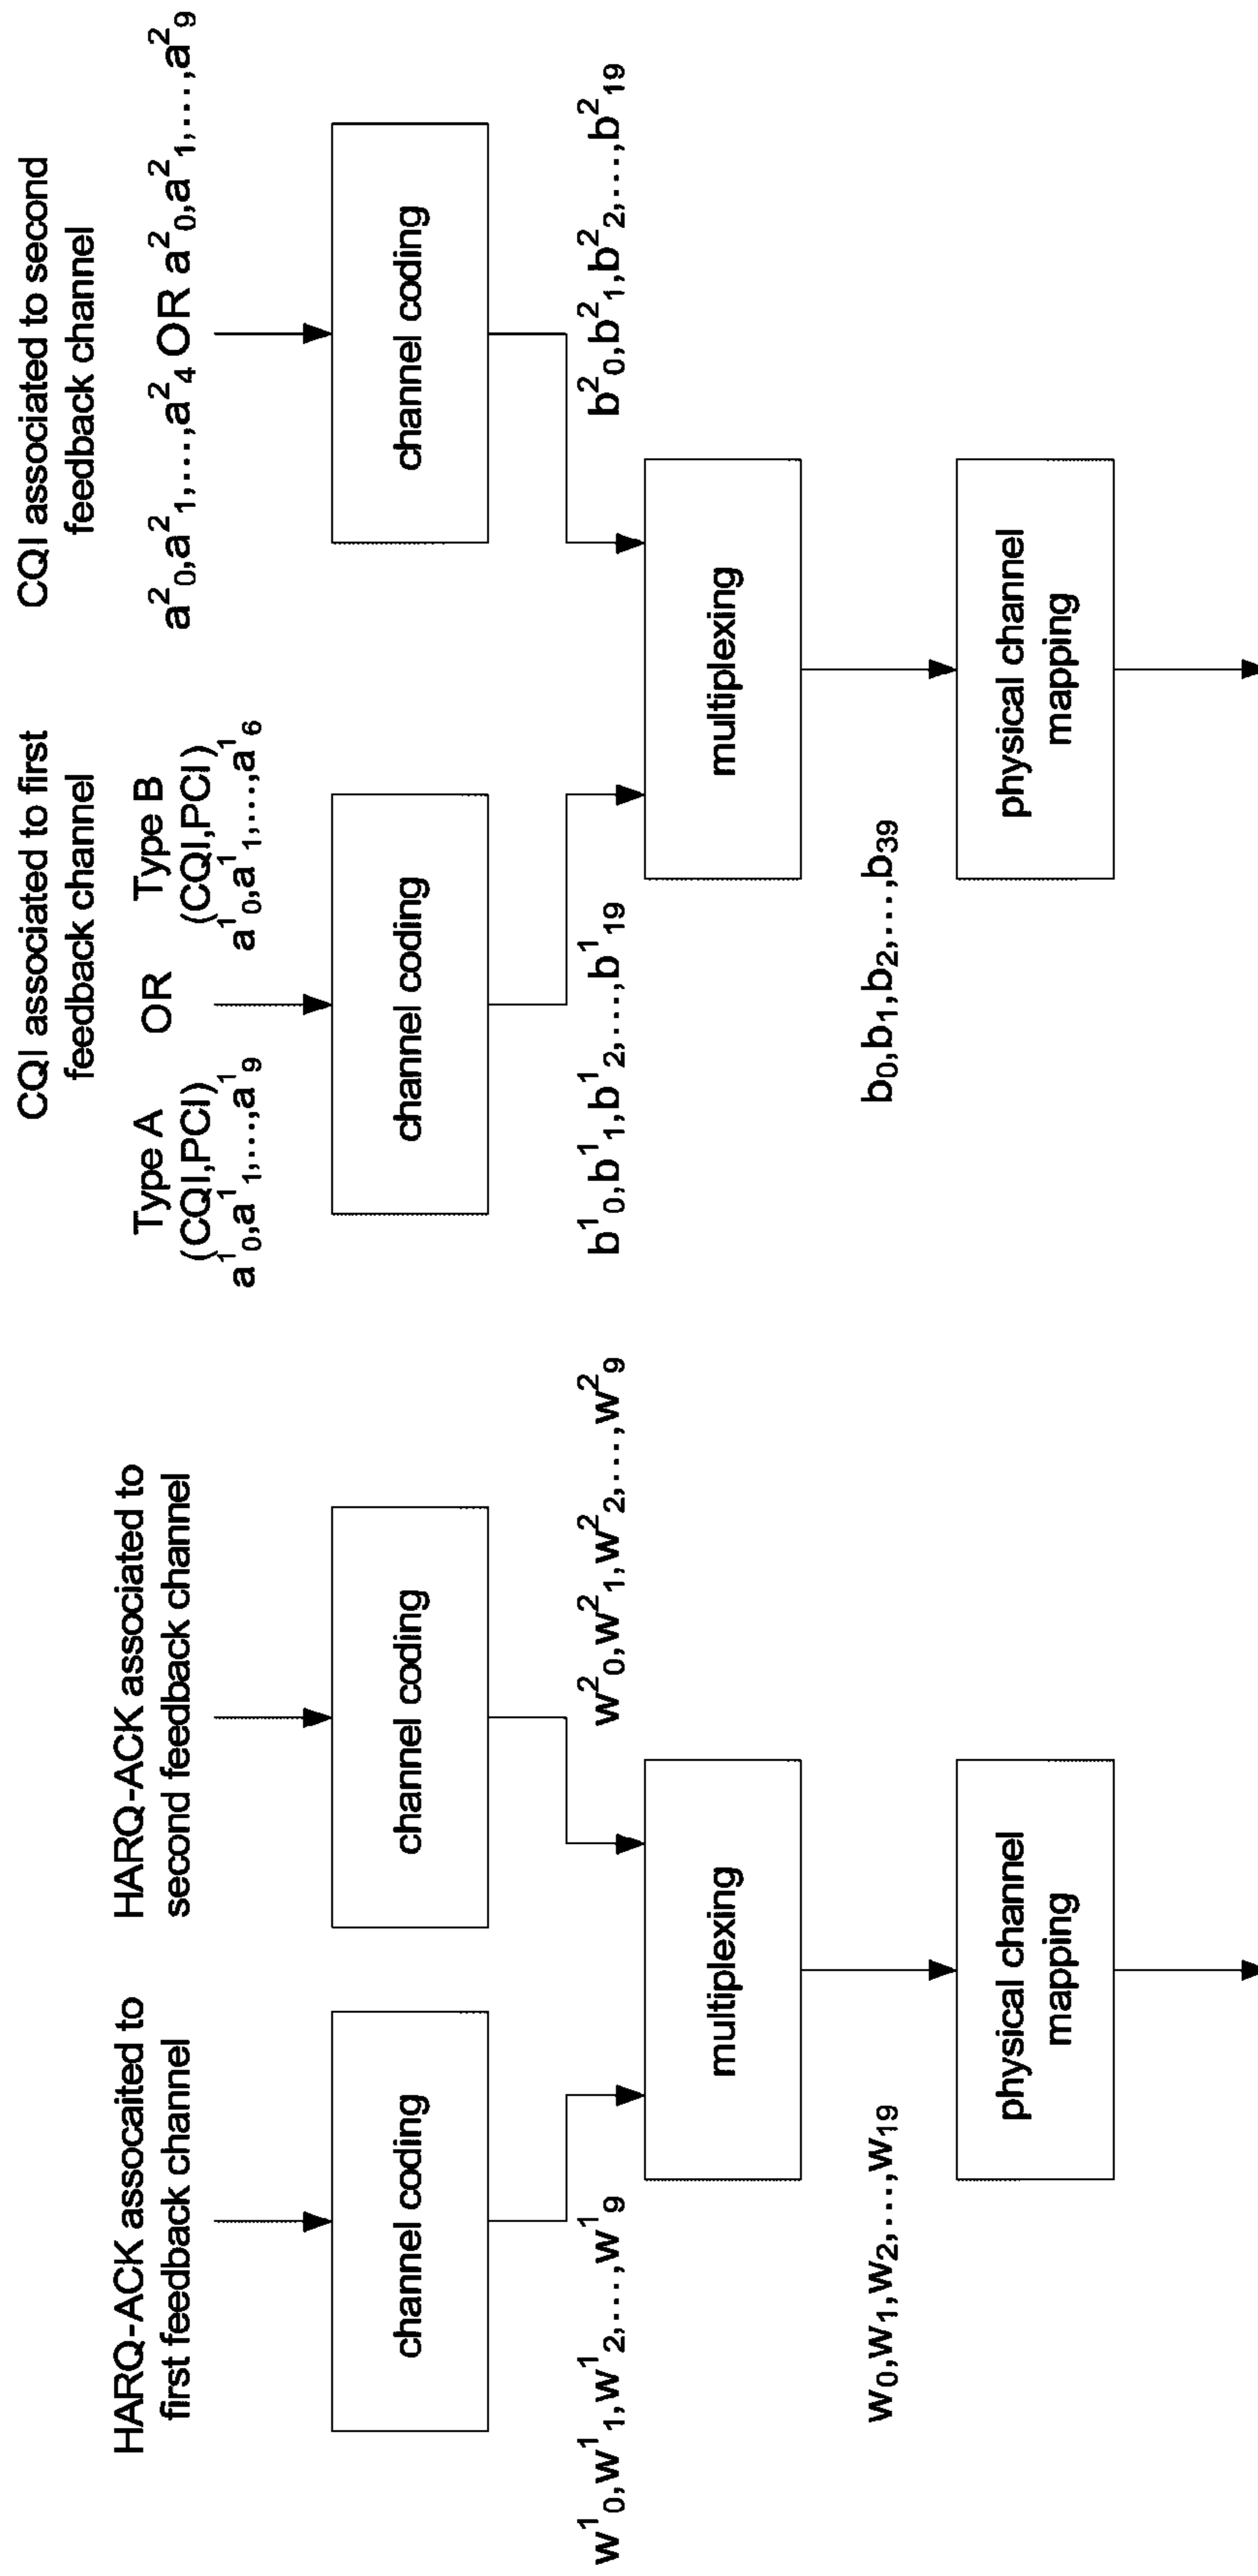 HARQ-ACK assocaited to
first feedback channel
HARQ-ACK associated to
second feedback channel
channel coding
channel coding
w¹₀,w¹₁,w¹₂,...,w¹₉
w²₀,w²₁,w²₂,...,w²₉
multiplexing
w₀,w₁,w₂,...,w₁₉
physical channel
mapping
CQI associated to first
feedback channel
Type A
(CQI,PCI)
a¹₀,a¹₁,...,a¹₉
OR
Type B
(CQI,PCI)
a¹₀,a¹₁,...,a¹₆
CQI associated to second
feedback channel
a²₀,a²₁,...,a²₄ OR a²₀,a²₁,...,a²₉
channel coding
channel coding
b¹₀,b¹₁,b¹₂,...,b¹₁₉
b²₀,b²₁,b²₂,...,b²₁₉
multiplexing
b₀,b₁,b₂,...,b₃₉
physical channel
mapping